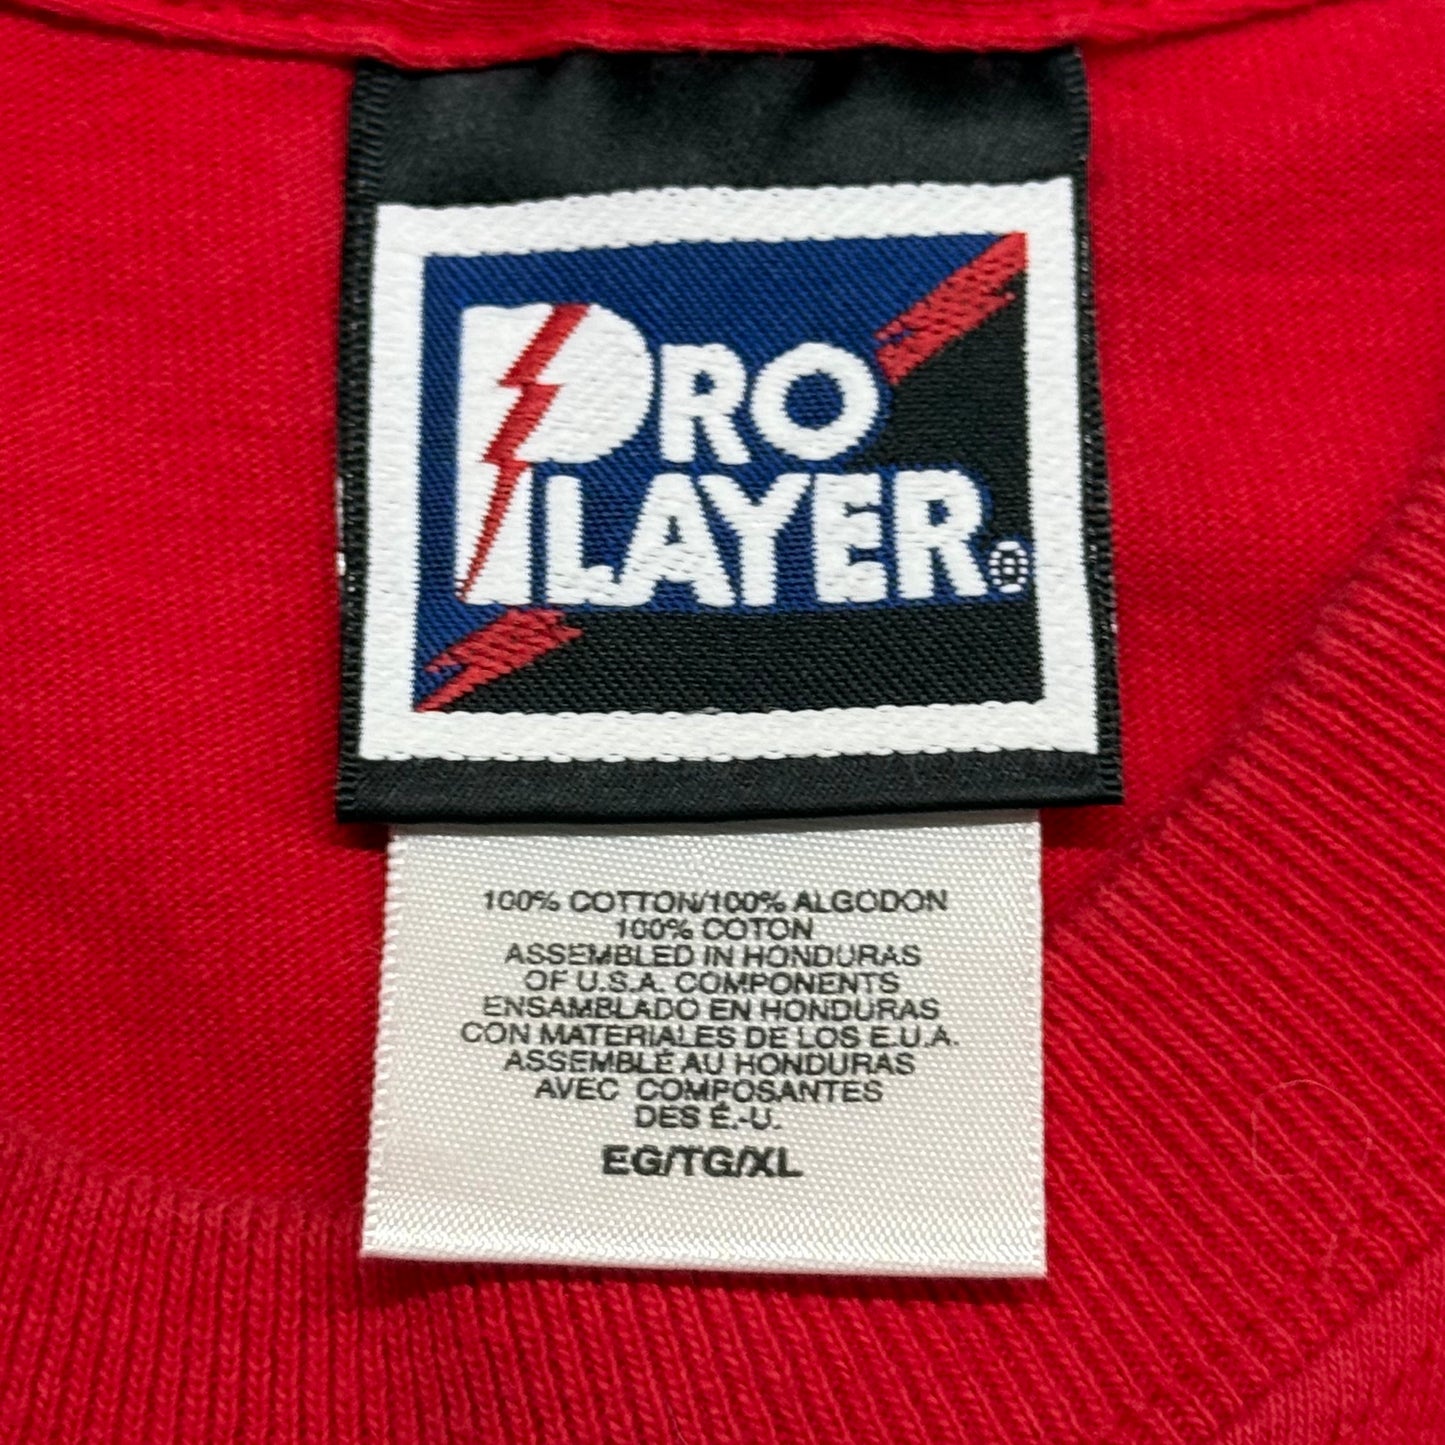 PRO
PLAYER®
100% COTTON/100% ALGODON
100% COTON
ASSEMBLED IN HONDURAS
OF U.S.A. COMPONENTS
ENSAMBLADO EN HONDURAS
CON MATERIALES DE LOS E.U.A.
ASSEMBLÉ AU HONDURAS
AVEC COMPOSANTES
DES É.-U.
EG/TG/XL